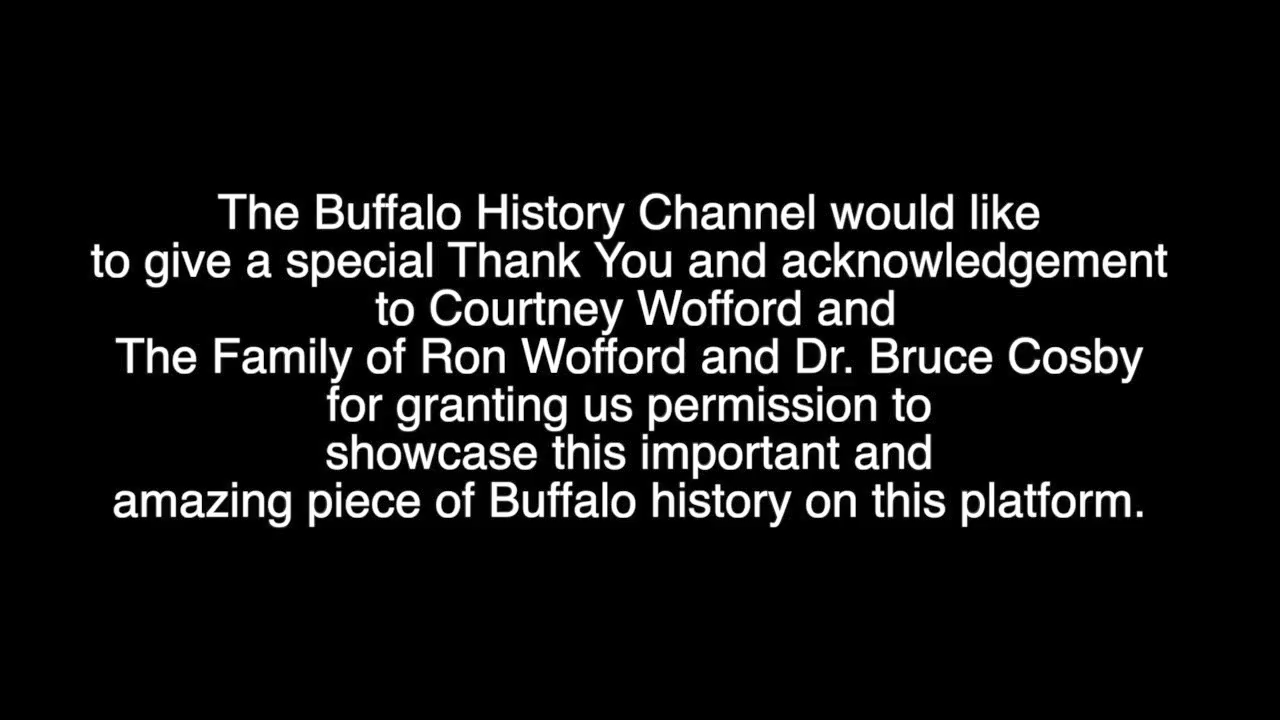 The Buffalo History Channel would like
to give a special Thank You and acknowledgement
to Courtney Wofford and
The Family of Ron Wofford and Dr. Bruce Cosby
for granting us permission to
showcase this important and
amazing piece of Buffalo history on this platform.